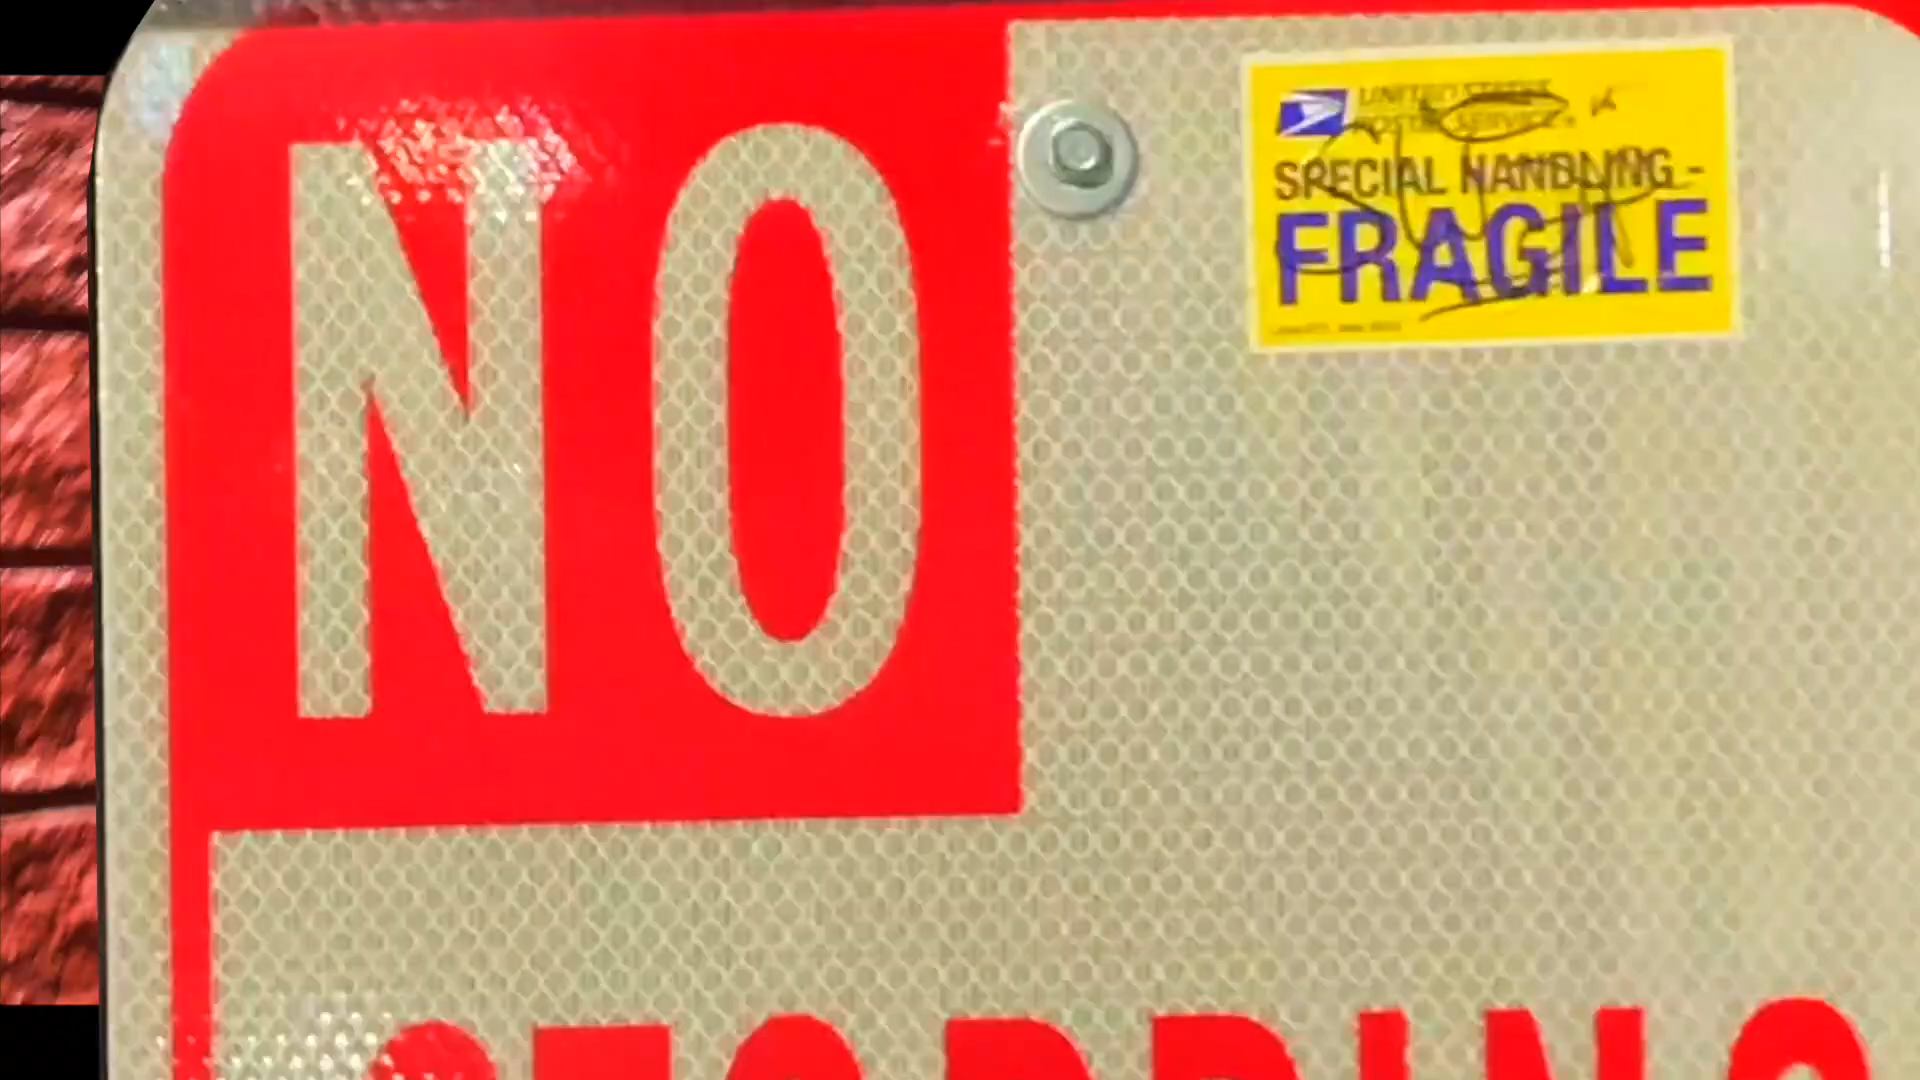 NO
UNITED STATES
POSTAL SERVICE®
SPECIAL HANDLING -
FRAGILE
STOPPING